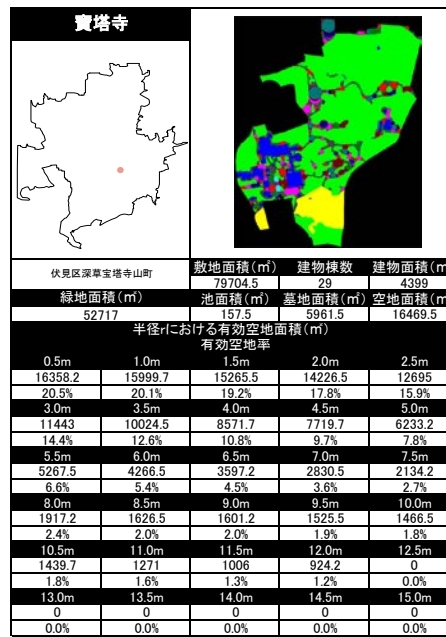 寳塔寺
伏見区深草宝塔寺山町 敷地面積(㎡) 建物棟数 建物面積(㎡
79704.5 29 4399
緑地面積(㎡) 池面積(㎡) 墓地面積(㎡) 空地面積(㎡
52717 157.5 5961.5 16469.5
半径rにおける有効空地面積(㎡)
有効空地率
0.5m 1.0m 1.5m 2.0m 2.5m
16358.2 15999.7 15265.5 14226.5 12695
20.5% 20.1% 19.2% 17.8% 15.9%
3.0m 3.5m 4.0m 4.5m 5.0m
11443 10024.5 8571.7 7719.7 6233.2
14.4% 12.6% 10.8% 9.7% 7.8%
5.5m 6.0m 6.5m 7.0m 7.5m
5267.5 4266.5 3597.2 2830.5 2134.2
6.6% 5.4% 4.5% 3.6% 2.7%
8.0m 8.5m 9.0m 9.5m 10.0m
1917.2 1626.5 1601.2 1525.5 1466.5
2.4% 2.0% 2.0% 1.9% 1.8%
10.5m 11.0m 11.5m 12.0m 12.5m
1439.7 1271 1006 924.2 0
1.8% 1.6% 1.3% 1.2% 0.0%
13.0m 13.5m 14.0m 14.5m 15.0m
0 0 0 0 0
0.0% 0.0% 0.0% 0.0% 0.0%